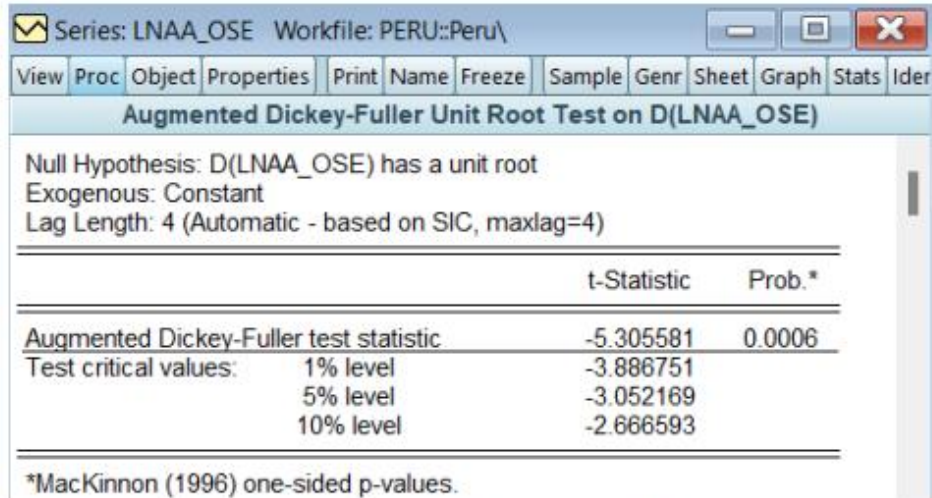 Series: LNAA_OSE Workfile: PERU::Peru\
View Proc Object Properties Print Name Freeze Sample Genr Sheet Graph Stats Iden
Augmented Dickey-Fuller Unit Root Test on D(LNAA_OSE)
Null Hypothesis: D(LNAA_OSE) has a unit root
Exogenous: Constant
Lag Length: 4 (Automatic - based on SIC, maxlag=4)
t-Statistic Prob.*
Augmented Dickey-Fuller test statistic -5.305581 0.0006
Test critical values: 1% level -3.886751
5% level -3.052169
10% level -2.666593
*MacKinnon (1996) one-sided p-values.